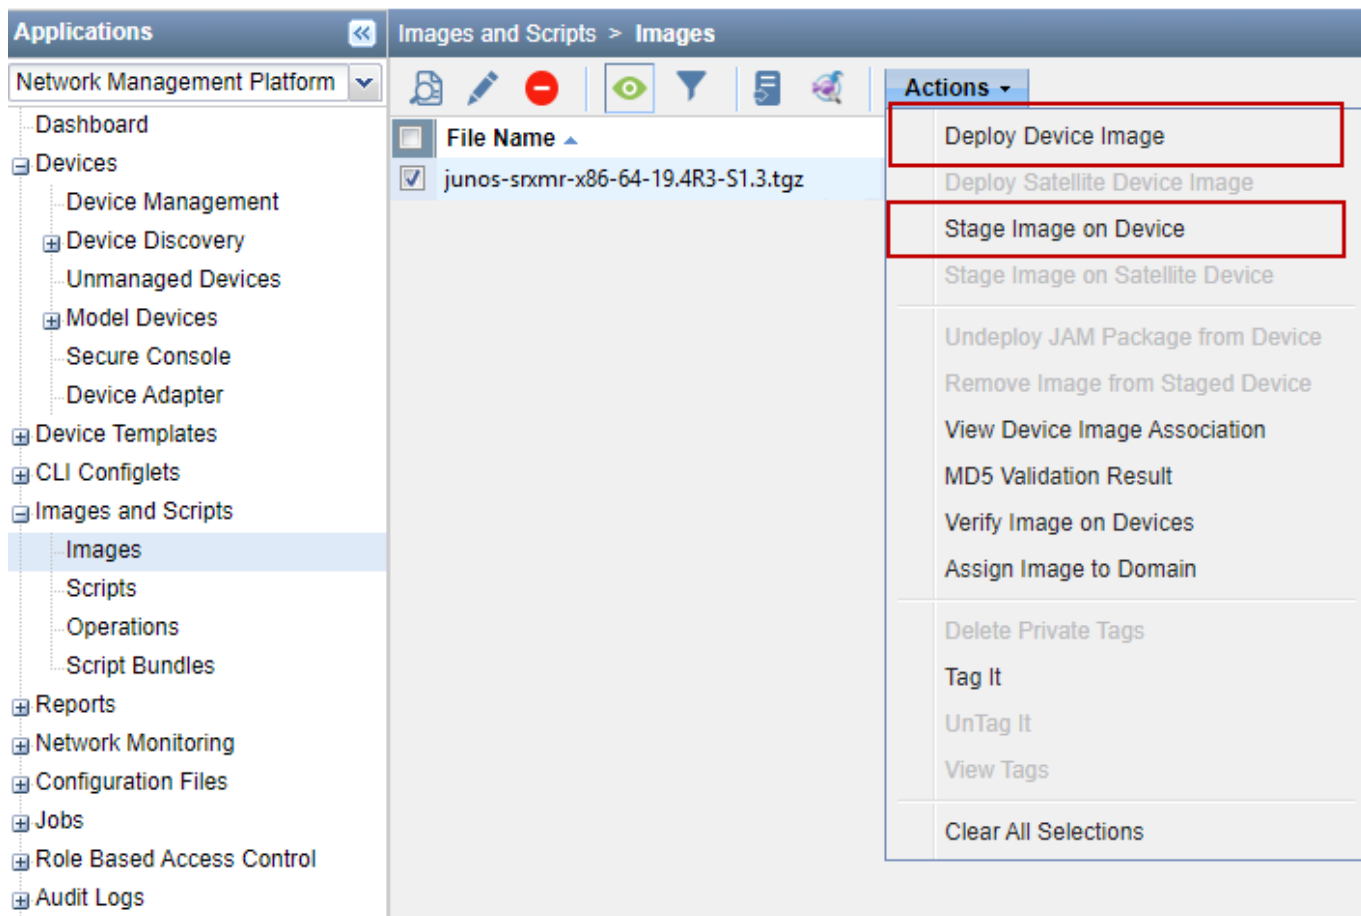 Applications
Network Management Platform
Dashboard
Devices
Device Management
Device Discovery
Unmanaged Devices
Model Devices
Secure Console
Device Adapter
Device Templates
CLI Configlets
Images and Scripts
Images
Scripts
Operations
Script Bundles
Reports
Network Monitoring
Configuration Files
Jobs
Role Based Access Control
Audit Logs
Images and Scripts > Images
Actions
File Name
junos-srxmr-x86-64-19.4R3-S1.3.tgz
Deploy Device Image
Deploy Satellite Device Image
Stage Image on Device
Stage Image on Satellite Device
Undeploy JAM Package from Device
Remove Image from Staged Device
View Device Image Association
MD5 Validation Result
Verify Image on Devices
Assign Image to Domain
Delete Private Tags
Tag It
UnTag It
View Tags
Clear All Selections